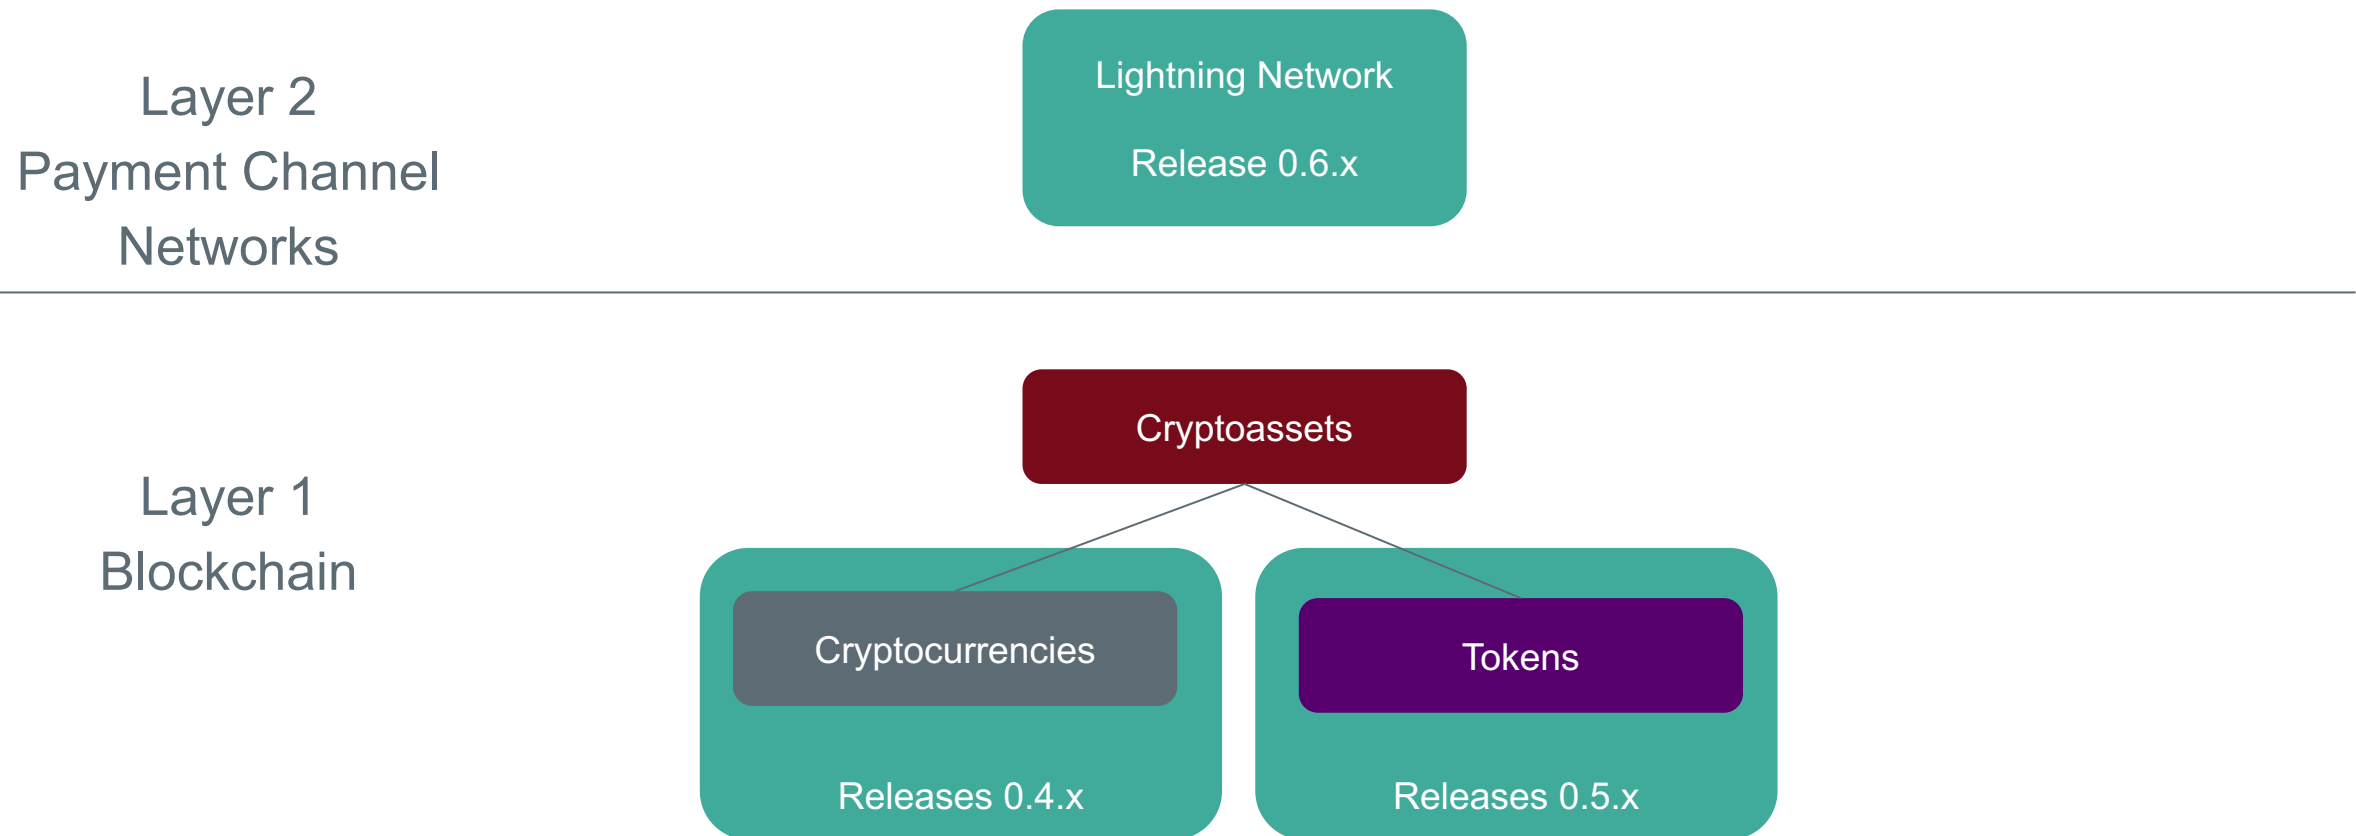 Layer 2
Payment Channel
Networks
Lightning Network
Release 0.6.x
Layer 1
Blockchain
Cryptoassets
Cryptocurrencies
Tokens
Releases 0.4.x
Releases 0.5.x